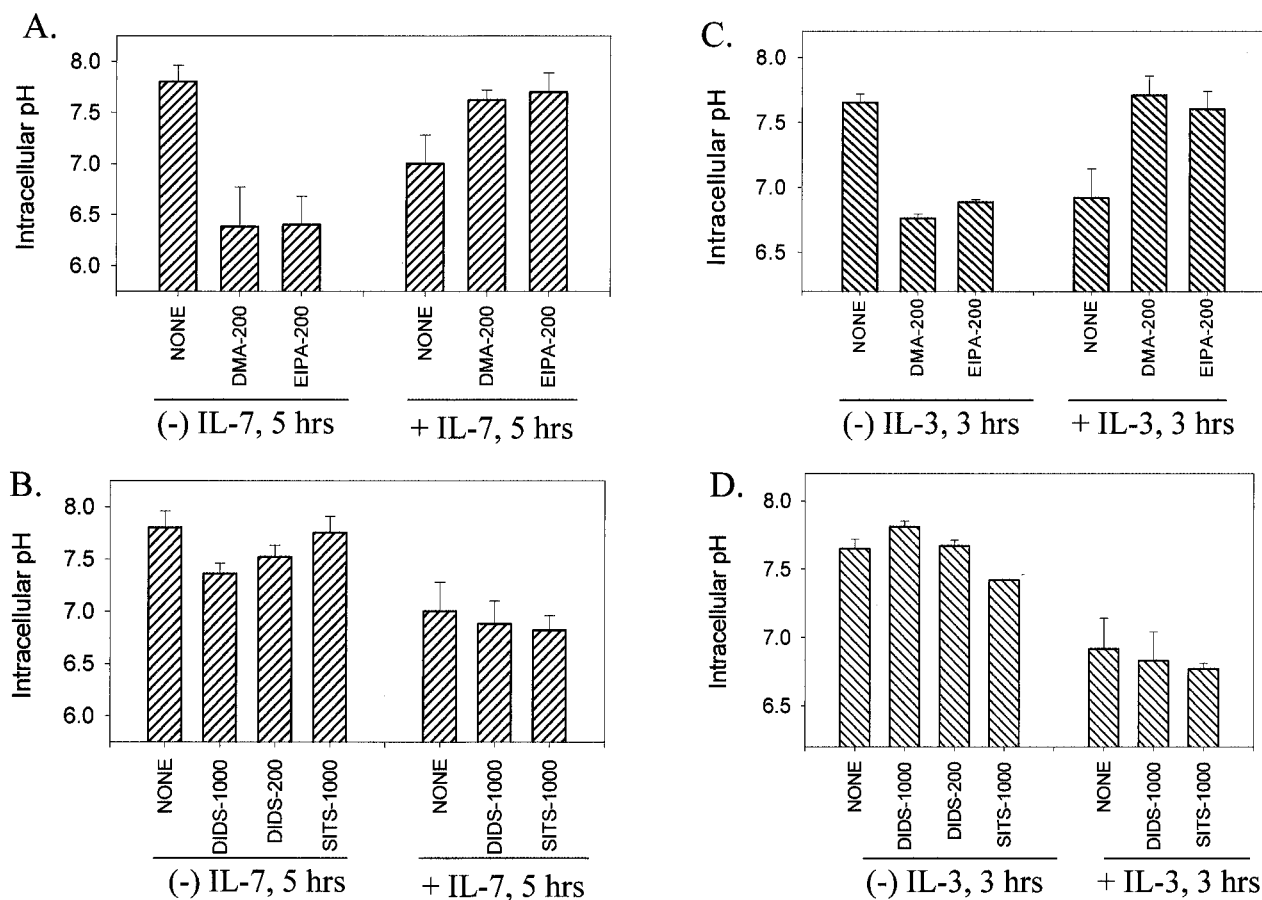 A.
Intracellular pH
8.0
7.5
7.0
6.5
6.0
NONE
DMA-200
EIPA-200
NONE
DMA-200
EIPA-200
(-) IL-7, 5 hrs
+ IL-7, 5 hrs
C.
Intracellular pH
8.0
7.5
7.0
6.5
NONE
DMA-200
EIPA-200
NONE
DMA-200
EIPA-200
(-) IL-3, 3 hrs
+ IL-3, 3 hrs
B.
Intracellular pH
8.0
7.5
7.0
6.5
6.0
NONE
DIDS-1000
DIDS-200
SITS-1000
NONE
DIDS-1000
SITS-1000
(-) IL-7, 5 hrs
+ IL-7, 5 hrs
D.
Intracellular pH
8.0
7.5
7.0
6.5
NONE
DIDS-1000
DIDS-200
SITS-1000
NONE
DIDS-1000
SITS-1000
(-) IL-3, 3 hrs
+ IL-3, 3 hrs